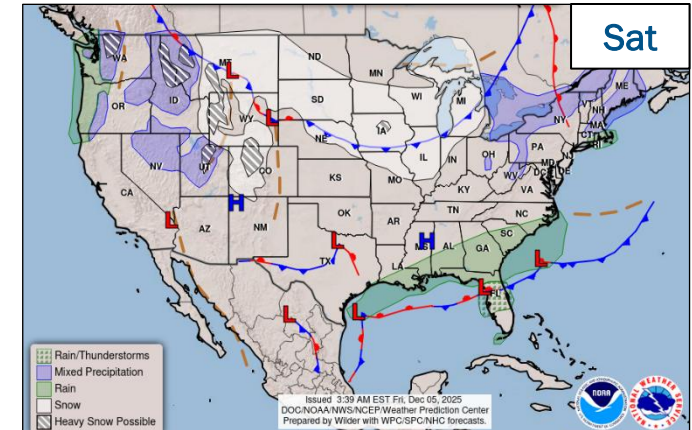 Sat
WA
MT
L
ND
MN
OR
ID
WY
L
SD
WI
MI
ME
VT
NH
NY
MA
CT
RI
NE
IA
PA
NJ
NV
UT
CO
IL
IN
OH
MD
DE
DC
WV
VA
CA
KS
MO
KY
H
AZ
NM
OK
AR
TN
NC
L
L
TX
LA
MS
H
AL
GA
SC
L
L
L
L
FL
Rain/Thunderstorms
Mixed Precipitation
Rain
Snow
Heavy Snow Possible
Issued 3:39 AM EST Fri, Dec 05, 2025
DOC/NOAA/NWS/NCEP/Weather Prediction Center
Prepared by Wilder with WPC/SPC/NHC forecasts.
NOAA
NATIONAL WEATHER SERVICE